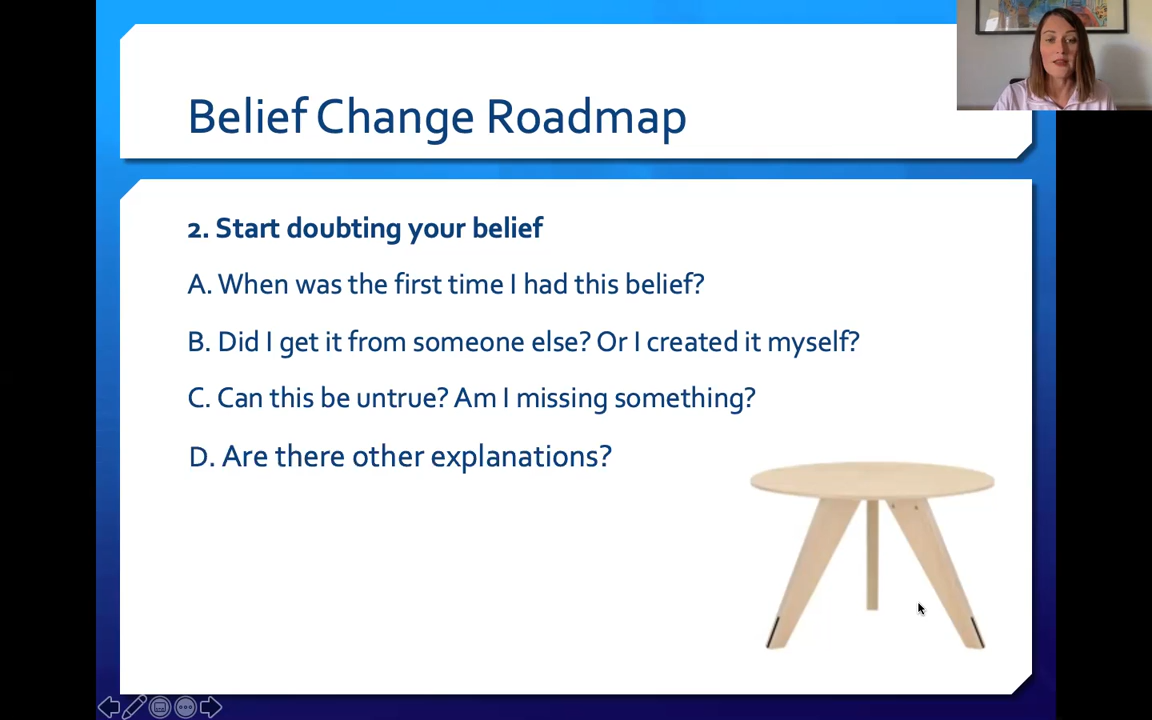 Belief Change Roadmap
2. Start doubting your belief
A. When was the first time I had this belief?
B. Did I get it from someone else? Or I created it myself?
C. Can this be untrue? Am I missing something?
D. Are there other explanations?